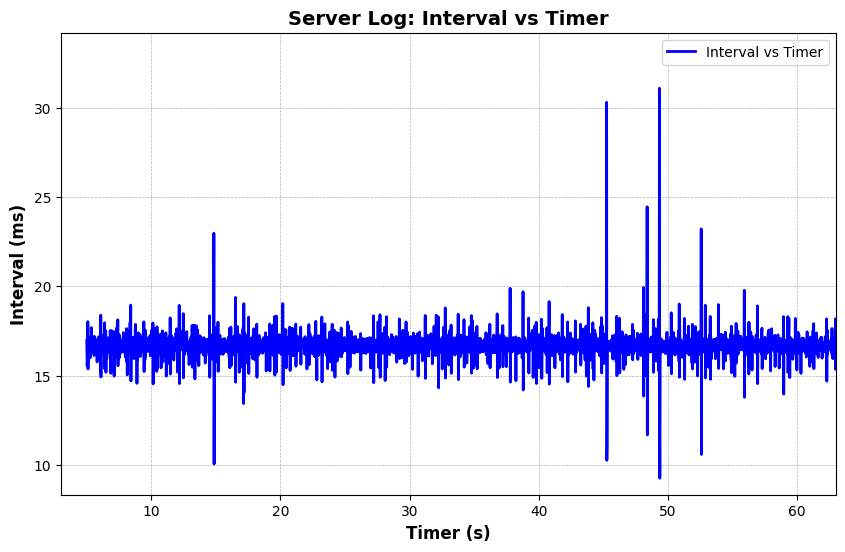 Server Log: Interval vs Timer
Interval vs Timer
Interval (ms)
30
25
20
15
10
10 20 30 40 50 60
Timer (s)